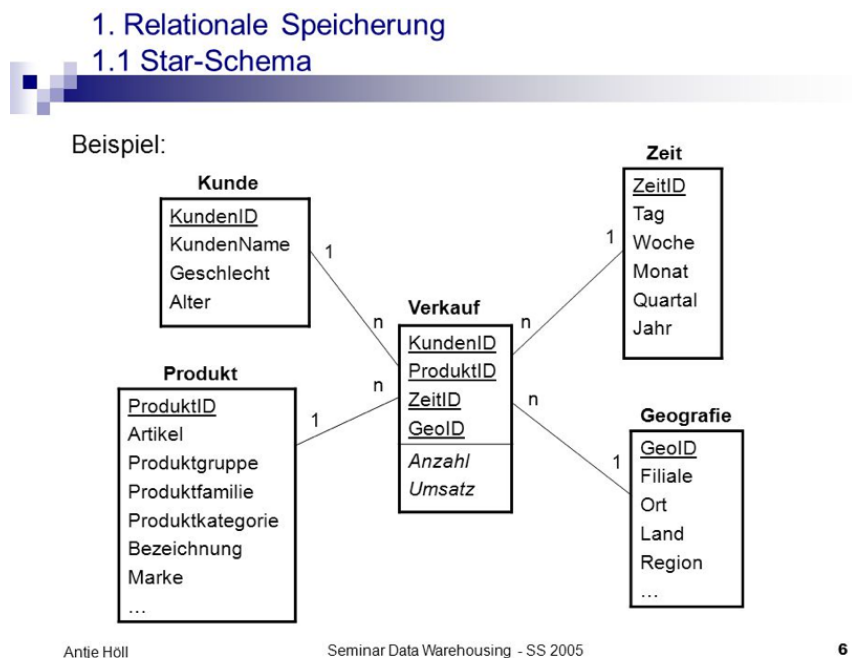 1. Relationale Speicherung
1.1 Star-Schema
Beispiel:
Kunde
KundenID
KundenName
Geschlecht
Alter
1
n
Zeit
ZeitID
Tag
Woche
Monat
Quartal
Jahr
1
n
Verkauf
KundenID
ProduktID
ZeitID
GeoID
Anzahl
Umsatz
Produkt
ProduktID
Artikel
Produktgruppe
Produktfamilie
Produktkategorie
Bezeichnung
Marke
...
1
n
Geografie
GeoID
Filiale
Ort
Land
Region
...
1
n
Antje Höll
Seminar Data Warehousing - SS 2005
6